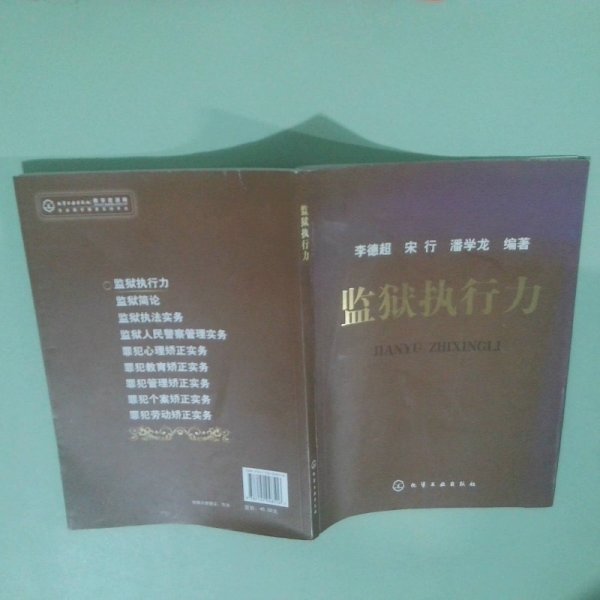 李德超 宋行 潘学龙 编著
监狱执行力
JIANYU ZHIXINGLI
化学工业出版社
监狱执行力
监狱执行力
监狱简论
监狱执法实务
监狱人民警察管理实务
罪犯心理矫正实务
罪犯教育矫正实务
罪犯管理矫正实务
罪犯个案矫正实务
罪犯劳动矫正实务